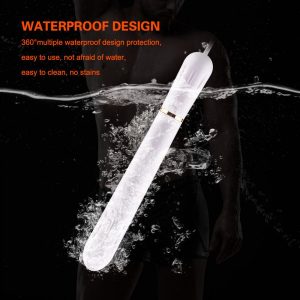 WATERPROOF DESIGN
360°multiple waterproof design protection,
easy to use, not afraid of water,
easy to clean, no stains